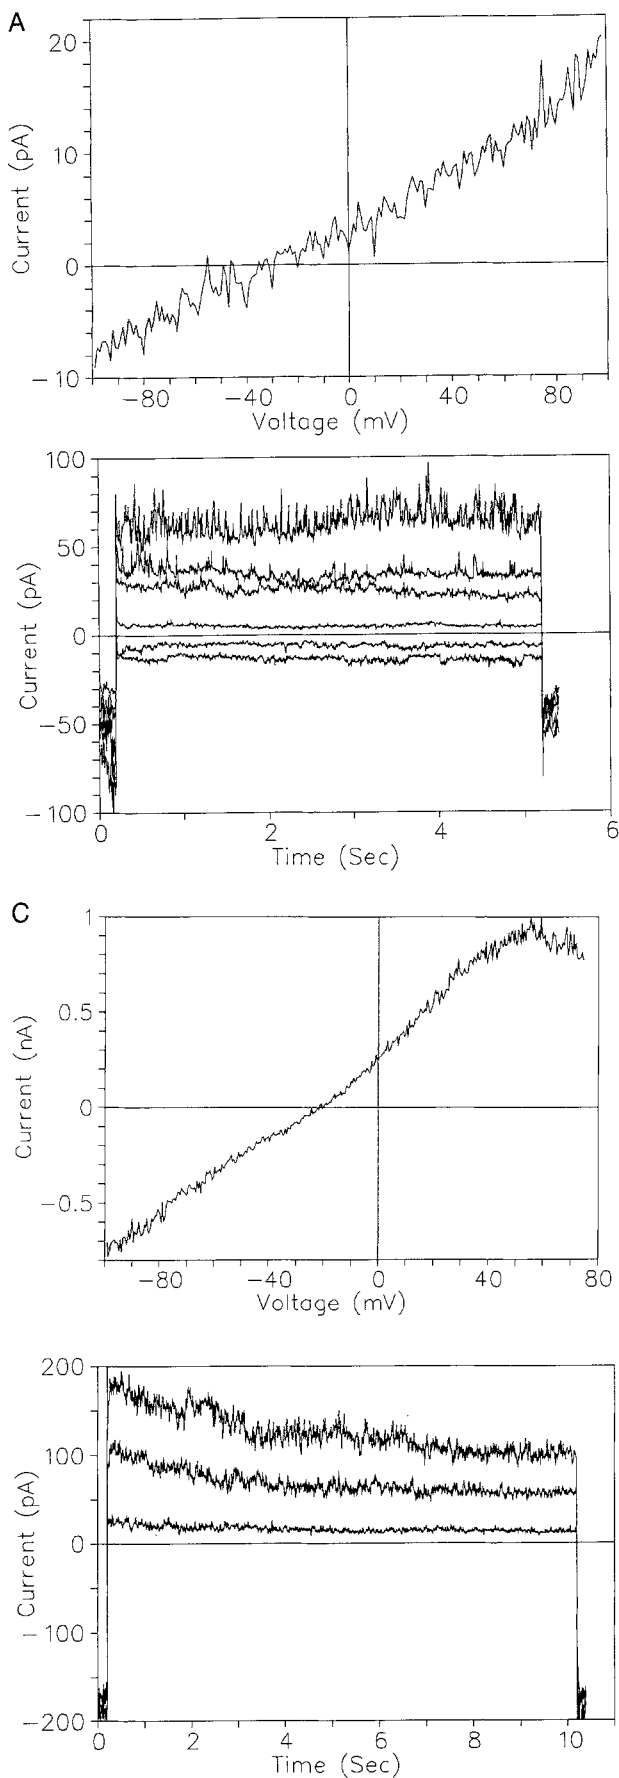 A
20
10
0
-10
Current (pA)
-80 -40 0 40 80
Voltage (mV)
100
50
0
-50
-100
Current (pA)
0 2 4 6
Time (Sec)
C
1
0.5
0
-0.5
Current (nA)
-80 -40 0 40 80
Voltage (mV)
200
100
0
-100
-200
Current (pA)
0 2 4 6 8 10
Time (Sec)